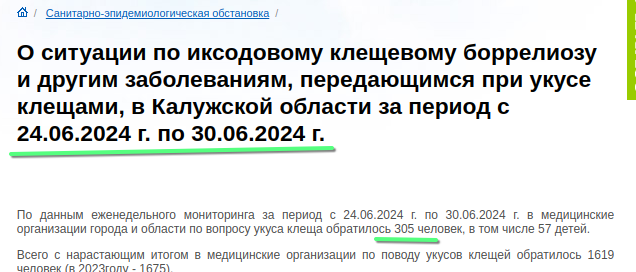 / Санитарно-эпидемиологическая обстановка /
О ситуации по иксодовому клещевому боррелиозу
и другим заболеваниям, передающимся при укусе
клещами, в Калужской области за период с
24.06.2024 г. по 30.06.2024 г.
По данным еженедельного мониторинга за период с 24.06.2024 г. по 30.06.2024 г. в медицинские
организации города и области по вопросу укуса клеща обратилось 305 человек, в том числе 57 детей.
Всего с нарастающим итогом в медицинские организации по поводу укусов клещей обратилось 1619
человек (в 2023году - 1675).